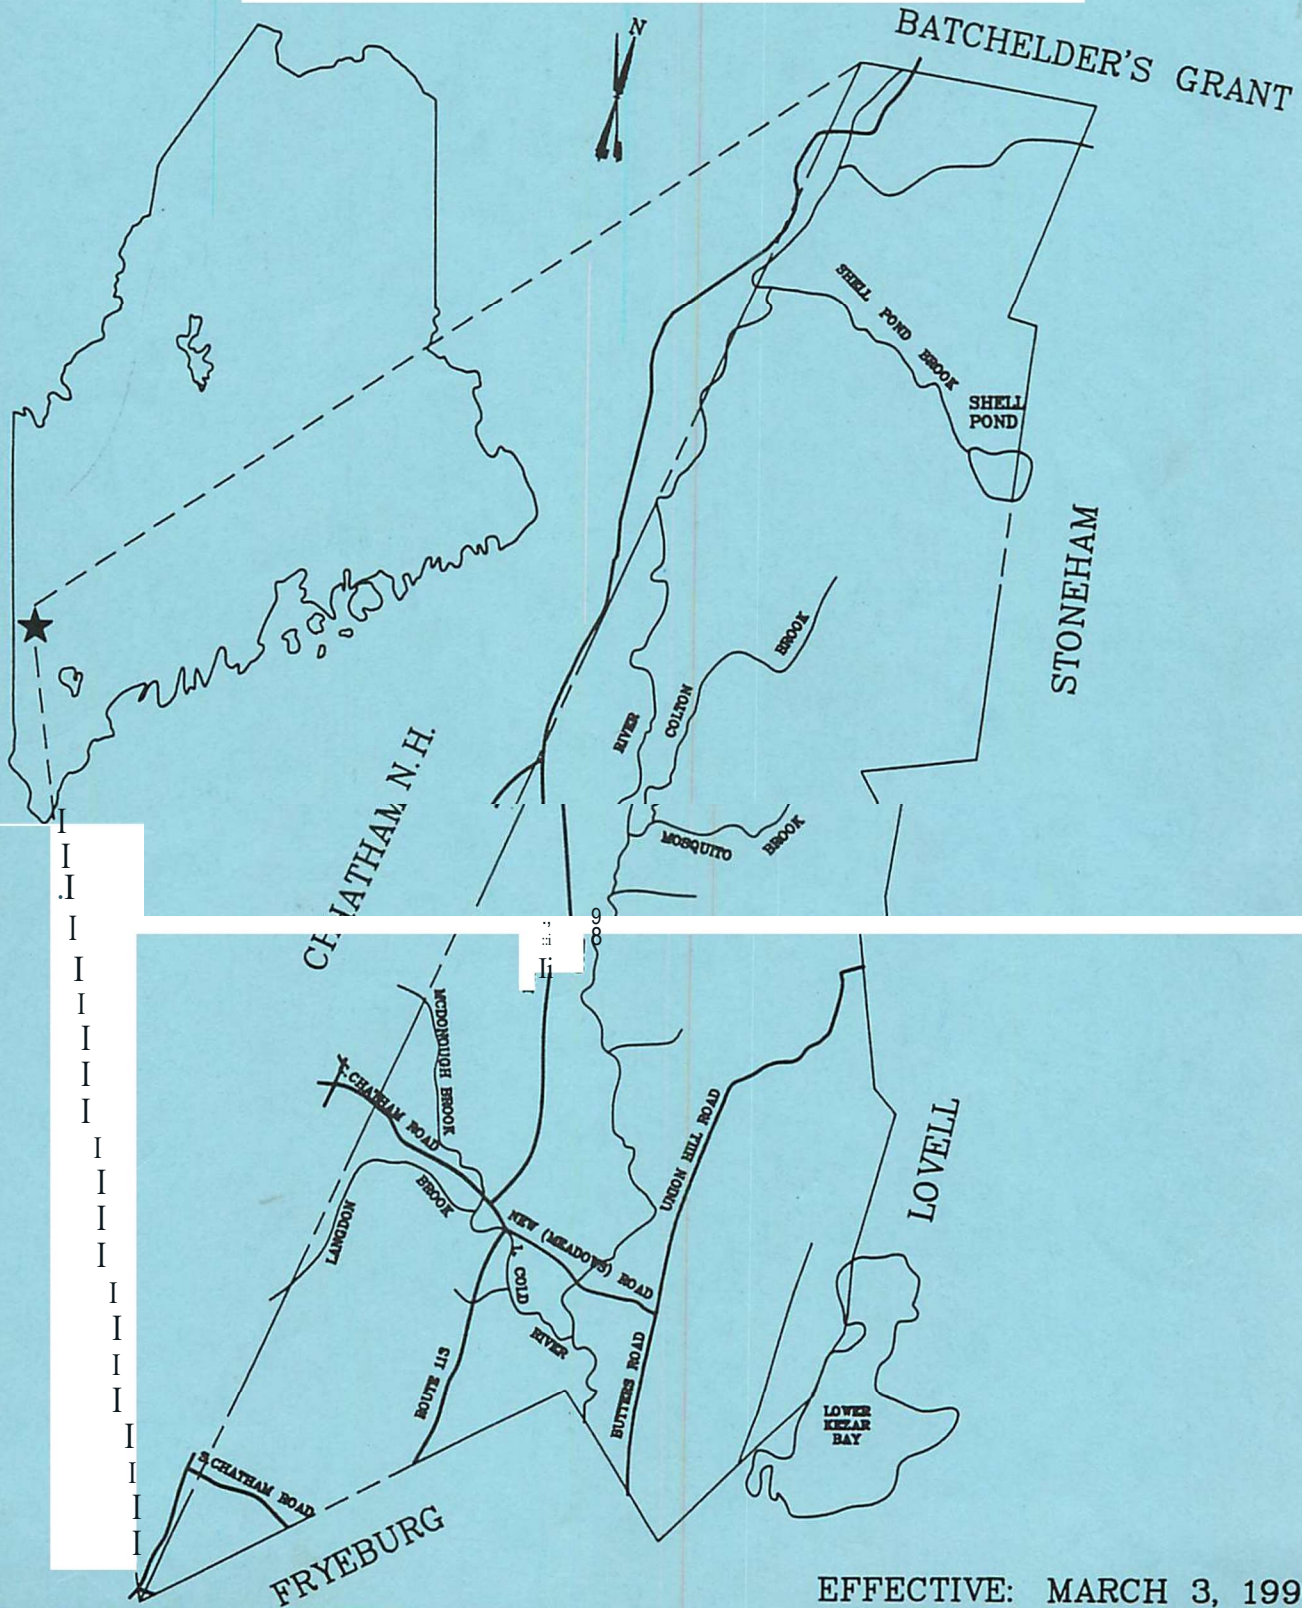 N
BATCHELDER'S GRANT
SHELL POND BROOK
SHELL
POND
STONEHAM
BROOK
COLTON
RIVER
CHATHAM N.H.
MOSQUITO
BROOK
MCDONOUGH BROOK
C. CHATHAM ROAD
UNION HILL ROAD
LOVELL
BROOK
LANGDON
NEW (MEADOWS) ROAD
L. COLD
RIVER
ROUTE 113
BUTTERS ROAD
LOWER
KEZAR
BAY
S. CHATHAM ROAD
FRYEBURG
EFFECTIVE: MARCH 3, 199